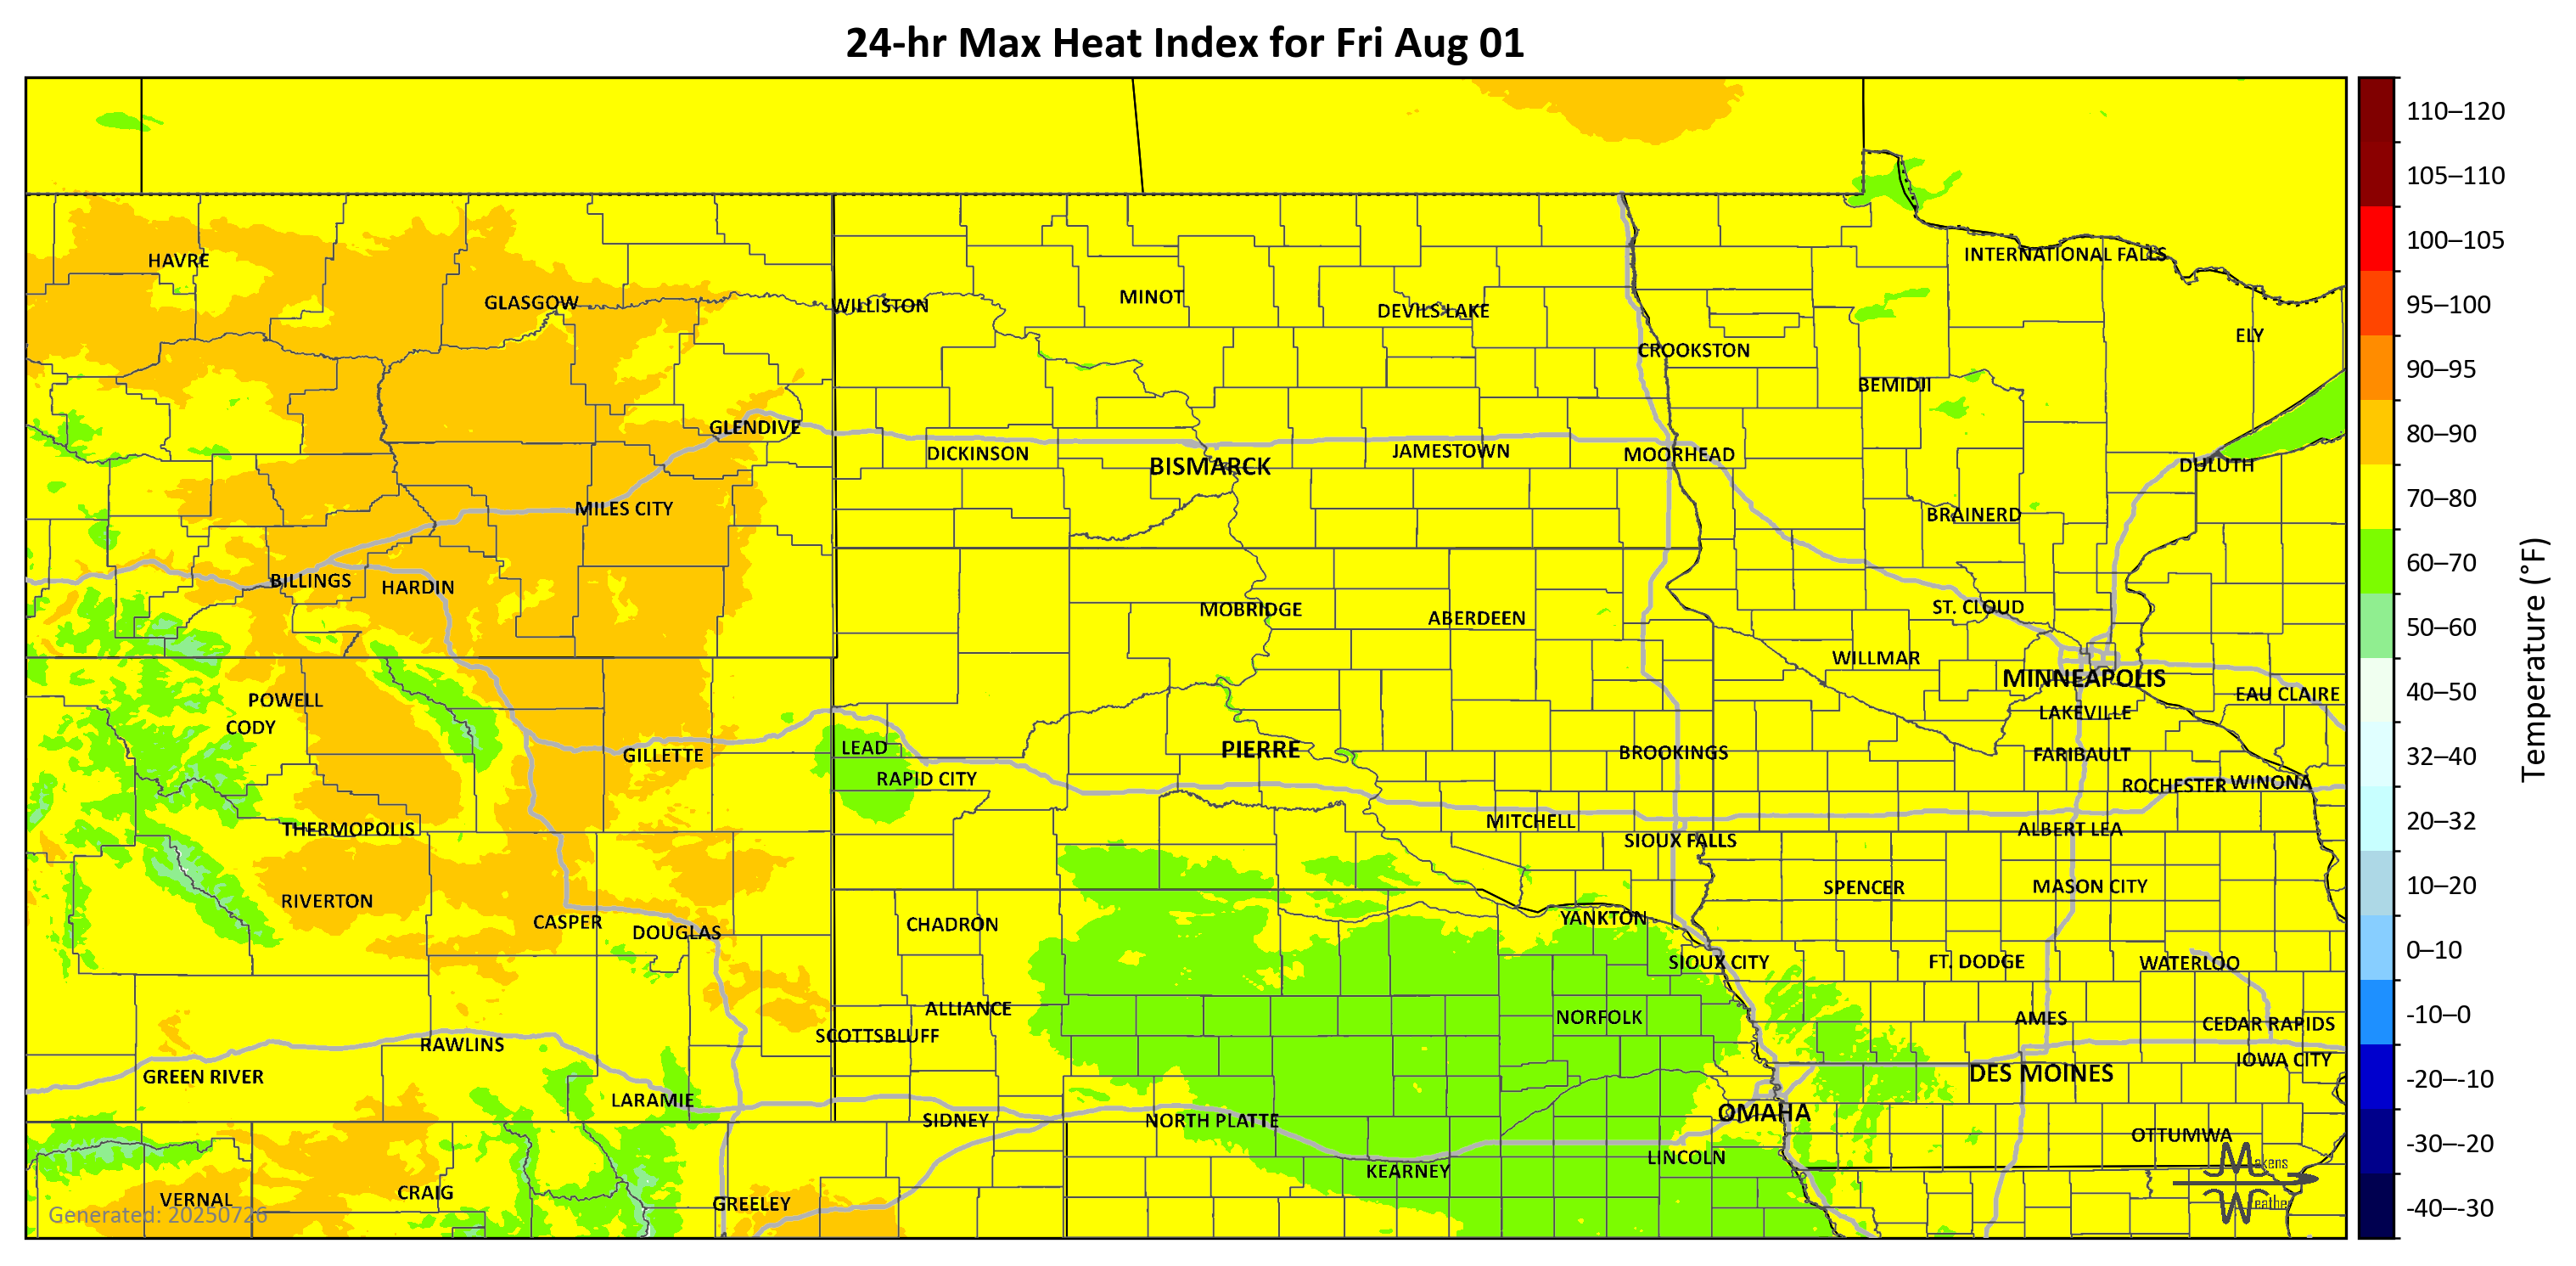 24-hr Max Heat Index for Fri Aug 01
110–120
105–110
100–105
95–100
90–95
80–90
70–80
60–70
50–60
40–50
32–40
20–32
10–20
0–10
-10–0
-20–-10
-30–-20
-40–-30
Temperature (°F)
HAVRE
INTERNATIONAL FALLS
GLASGOW
WILLISTON
MINOT
DEVILS LAKE
ELY
CROOKSTON
BEMIDJI
GLENDIVE
DICKINSON
BISMARCK
JAMESTOWN
MOORHEAD
DULUTH
MILES CITY
BRAINERD
BILLINGS
HARDIN
MOBRIDGE
ABERDEEN
ST. CLOUD
WILLMAR
MINNEAPOLIS
POWELL
EAU CLAIRE
CODY
LAKEVILLE
GILLETTE
LEAD
PIERRE
BROOKINGS
FARIBAULT
RAPID CITY
ROCHESTER
WINONA
THERMOPOLIS
MITCHELL
ALBERT LEA
SIOUX FALLS
RIVERTON
SPENCER
MASON CITY
CASPER
DOUGLAS
CHADRON
YANKTON
SIOUX CITY
FT. DODGE
WATERLOO
ALLIANCE
NORFOLK
AMES
SCOTTSBLUFF
CEDAR RAPIDS
RAWLINS
IOWA CITY
GREEN RIVER
DES MOINES
LARAMIE
SIDNEY
NORTH PLATTE
OMAHA
OTTUMWA
KEARNEY
LINCOLN
VERNAL
CRAIG
GREELEY
Makens
Weather
Generated: 20250726